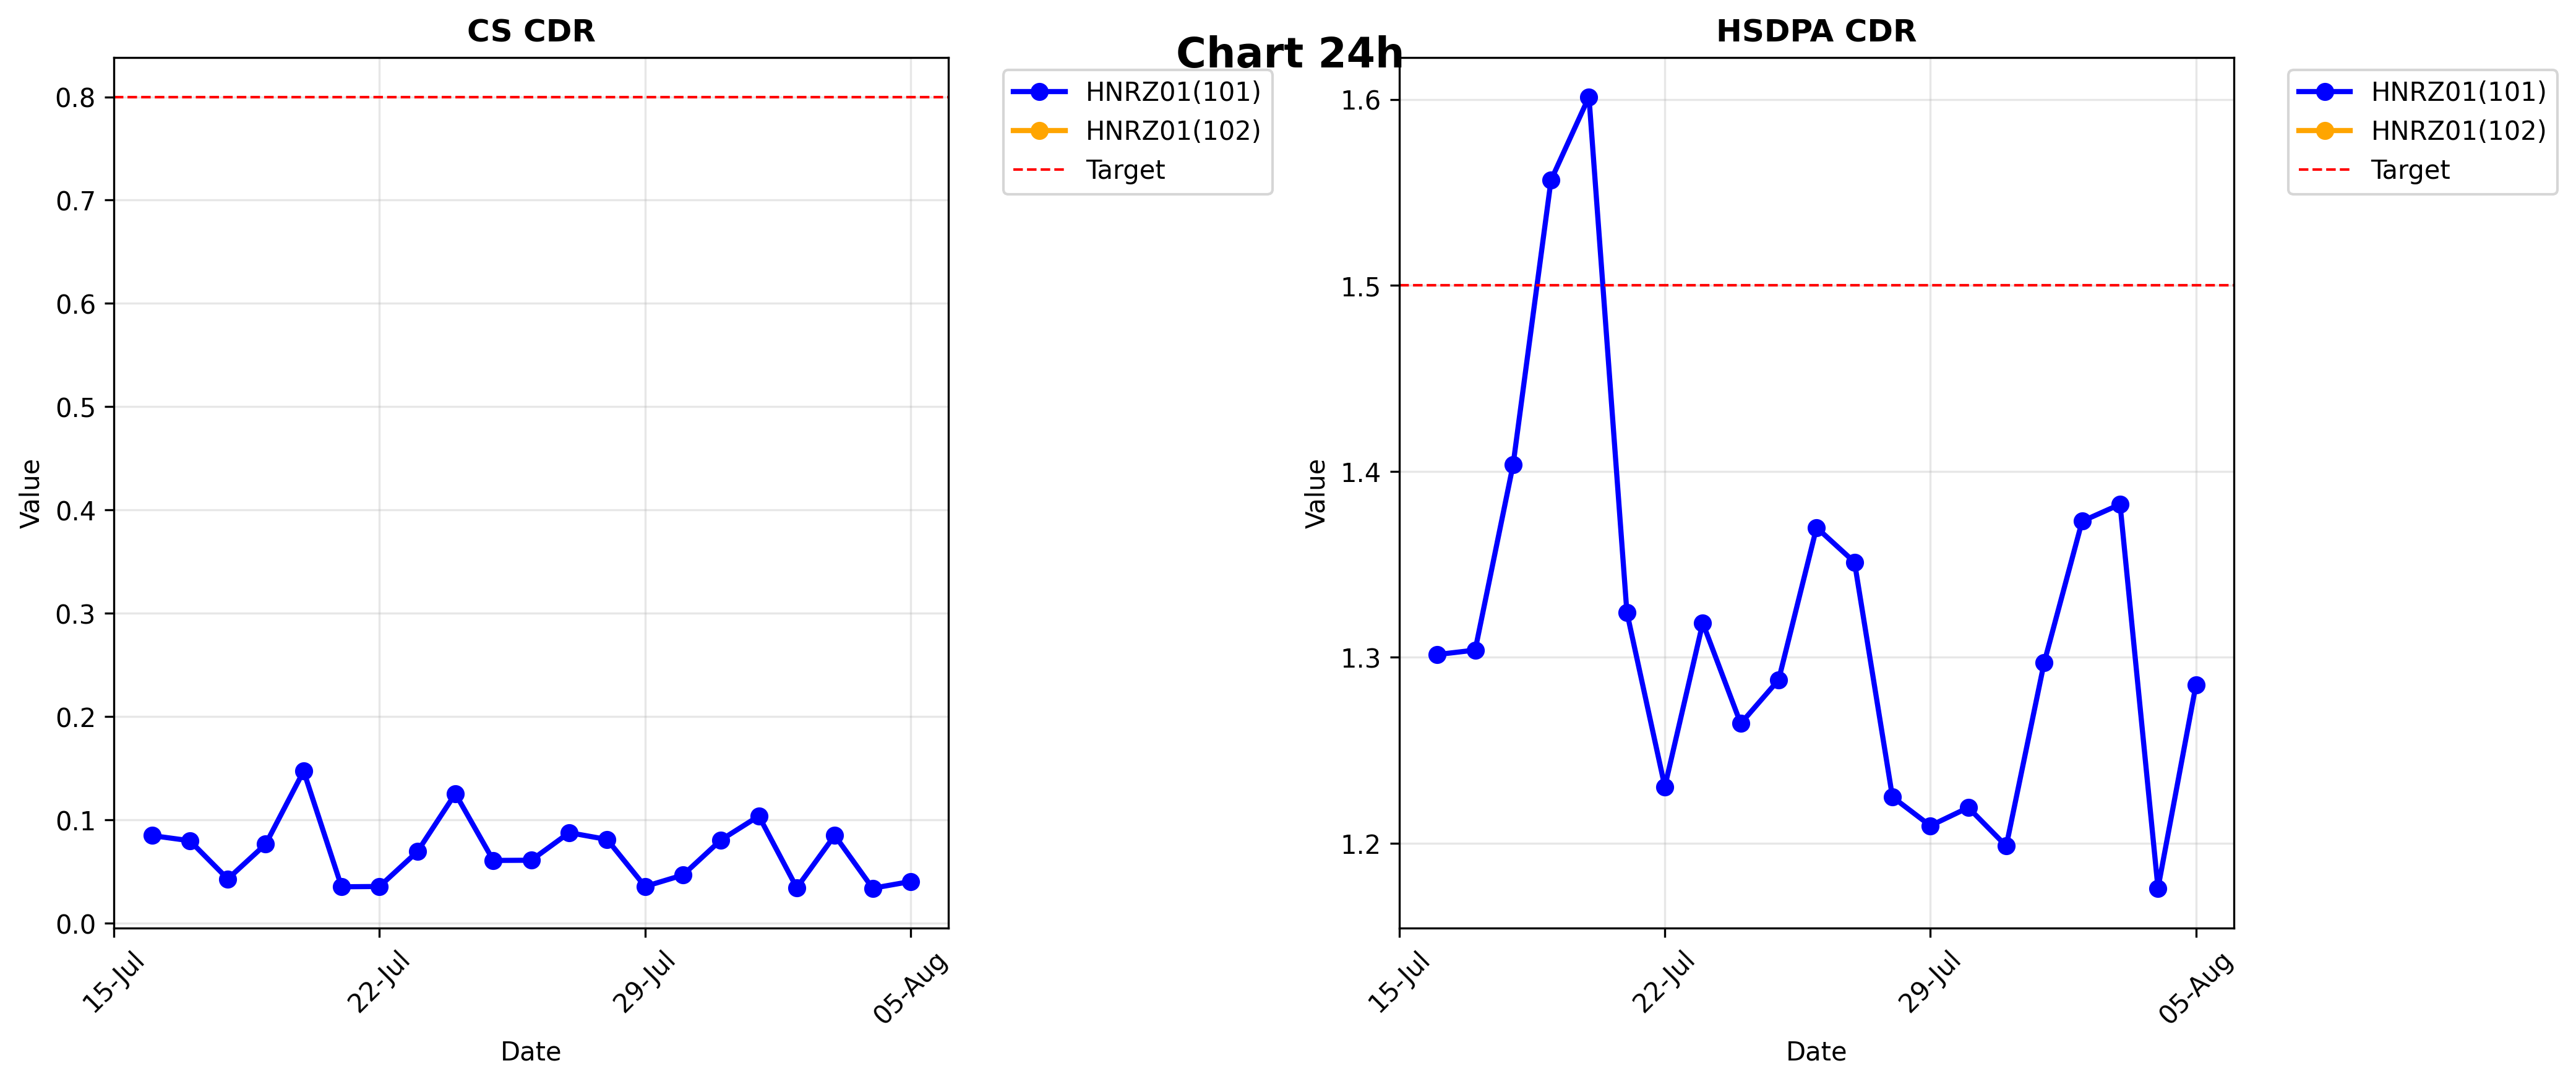 Chart 24h
CS CDR
Value
0.8
0.7
0.6
0.5
0.4
0.3
0.2
0.1
0.0
15-Jul
22-Jul
29-Jul
05-Aug
Date
HNRZ01(101)
HNRZ01(102)
Target
HSDPA CDR
Value
1.6
1.5
1.4
1.3
1.2
15-Jul
22-Jul
29-Jul
05-Aug
Date
HNRZ01(101)
HNRZ01(102)
Target